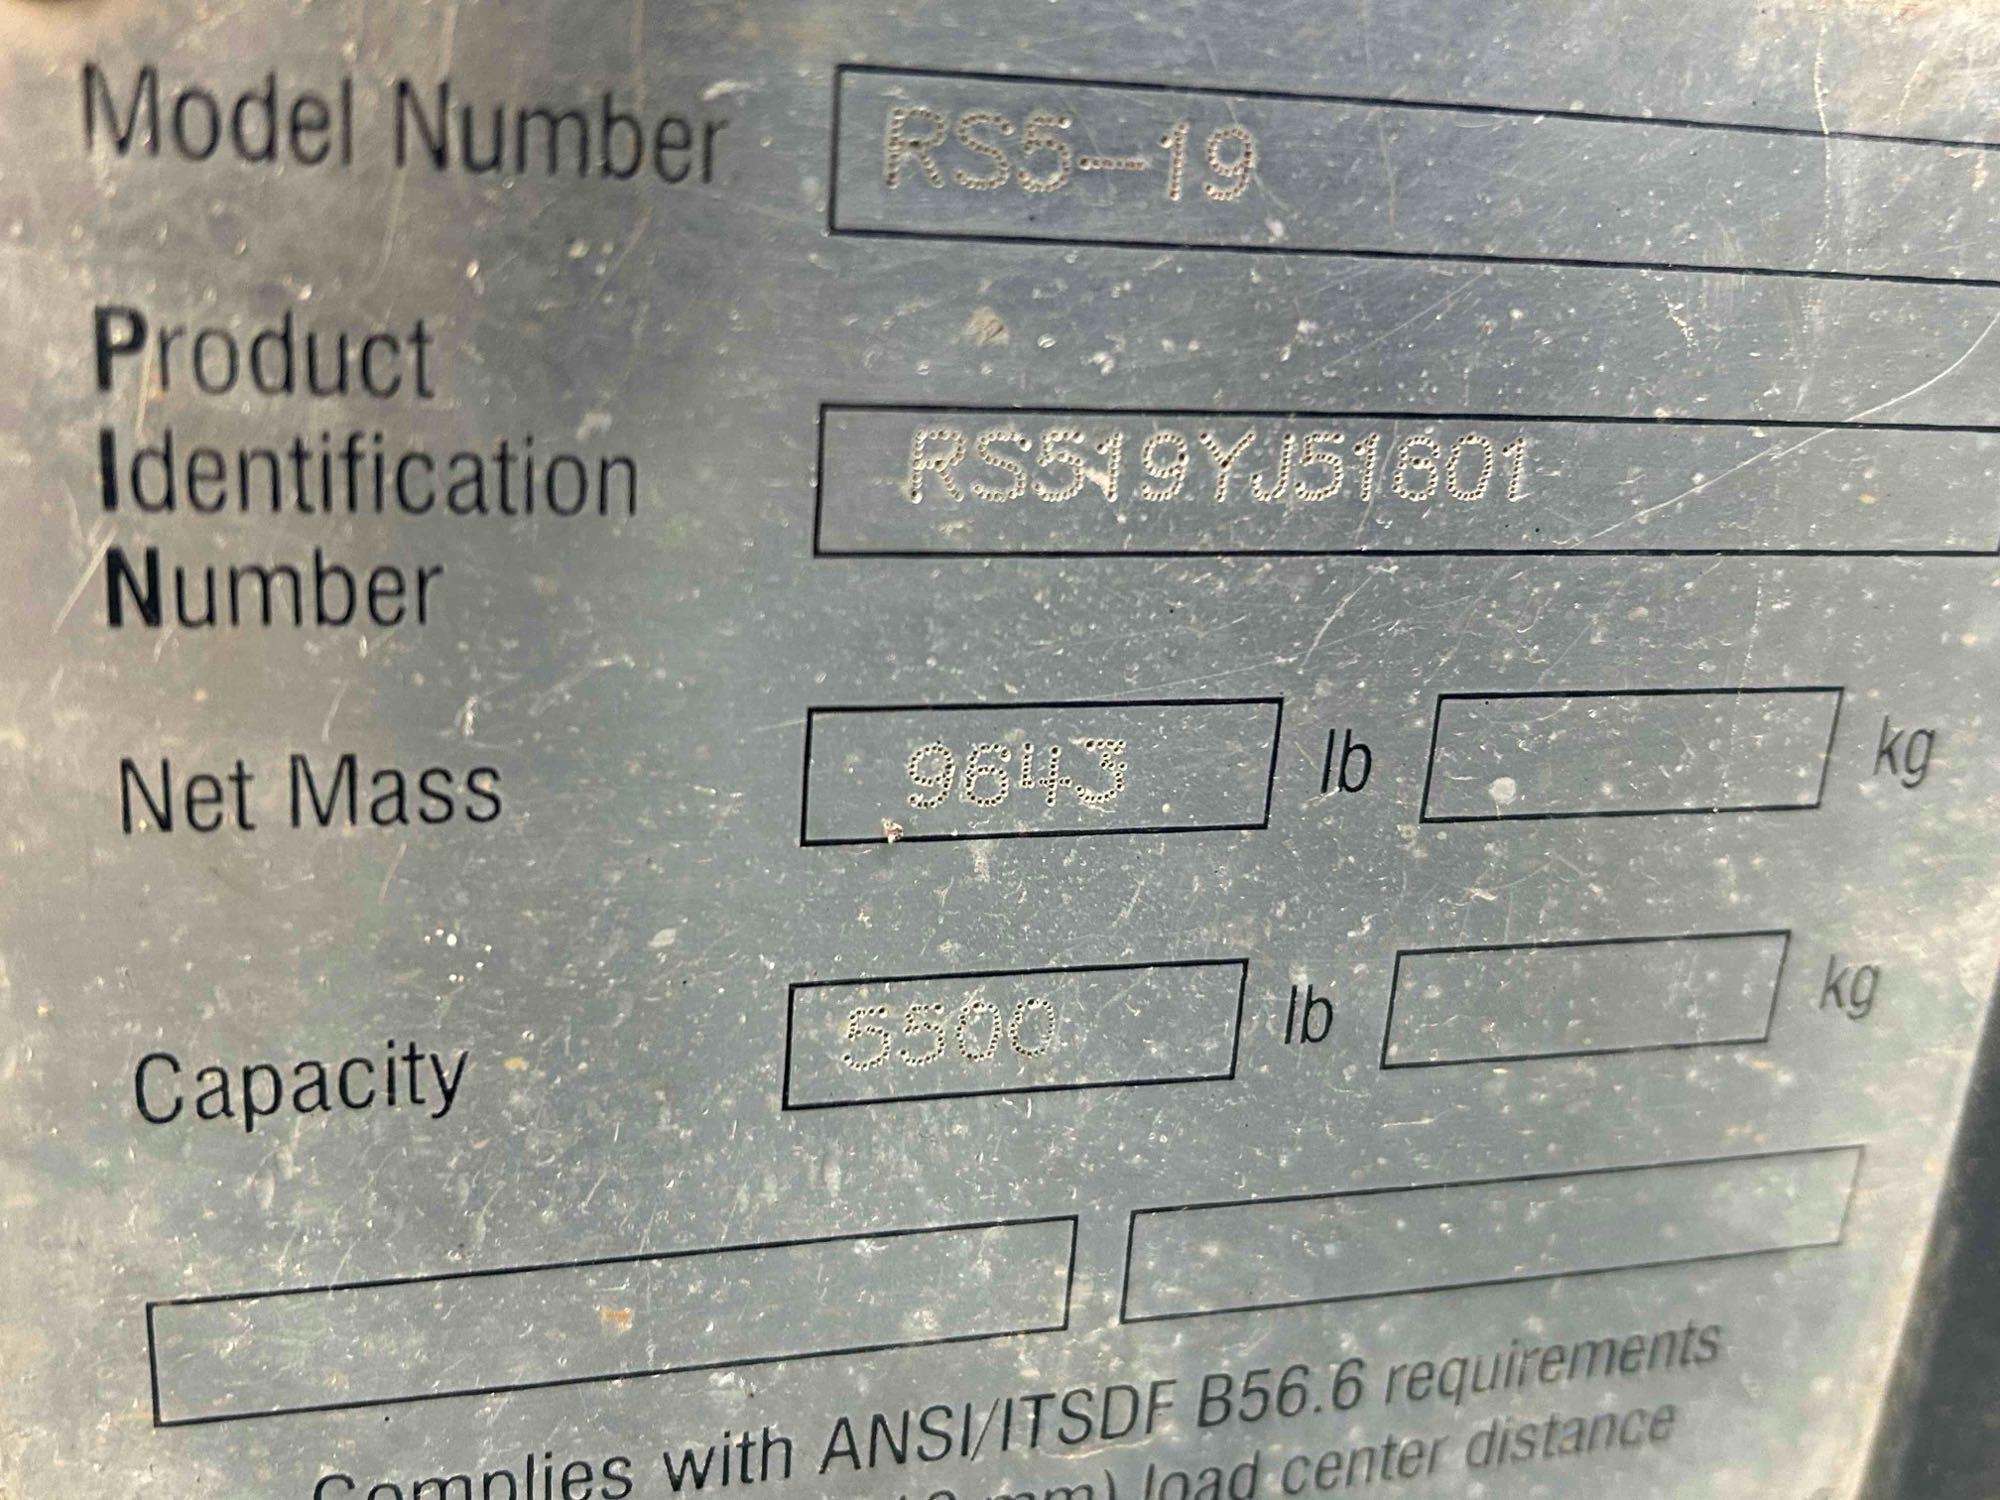 Model Number RS5-19
Product
Identification RS519YJ51601
Number
Net Mass 9643 lb kg
Capacity 5500 lb kg
Complies with ANSI/ITSDF B56.6 requirements
mm) load center distance